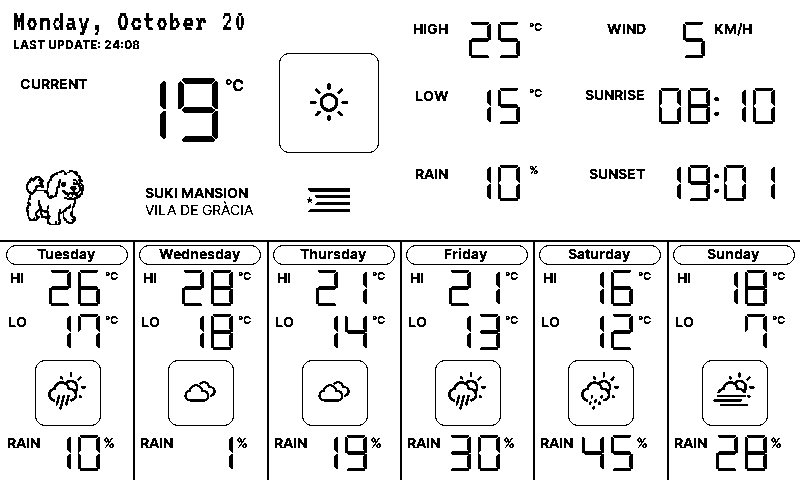 Monday, October 20
LAST UPDATE: 24:08
CURRENT 19 °C
SUKI MANSION
VILA DE GRÀCIA
HIGH 25 °C
LOW 15 °C
RAIN 10 %
WIND 5 KM/H
SUNRISE 08:10
SUNSET 19:01
Tuesday
HI 26 °C
LO 17 °C
RAIN 10 %
Wednesday
HI 28 °C
LO 18 °C
RAIN 1 %
Thursday
HI 21 °C
LO 14 °C
RAIN 19 %
Friday
HI 21 °C
LO 13 °C
RAIN 30 %
Saturday
HI 16 °C
LO 12 °C
RAIN 45 %
Sunday
HI 18 °C
LO 7 °C
RAIN 28 %